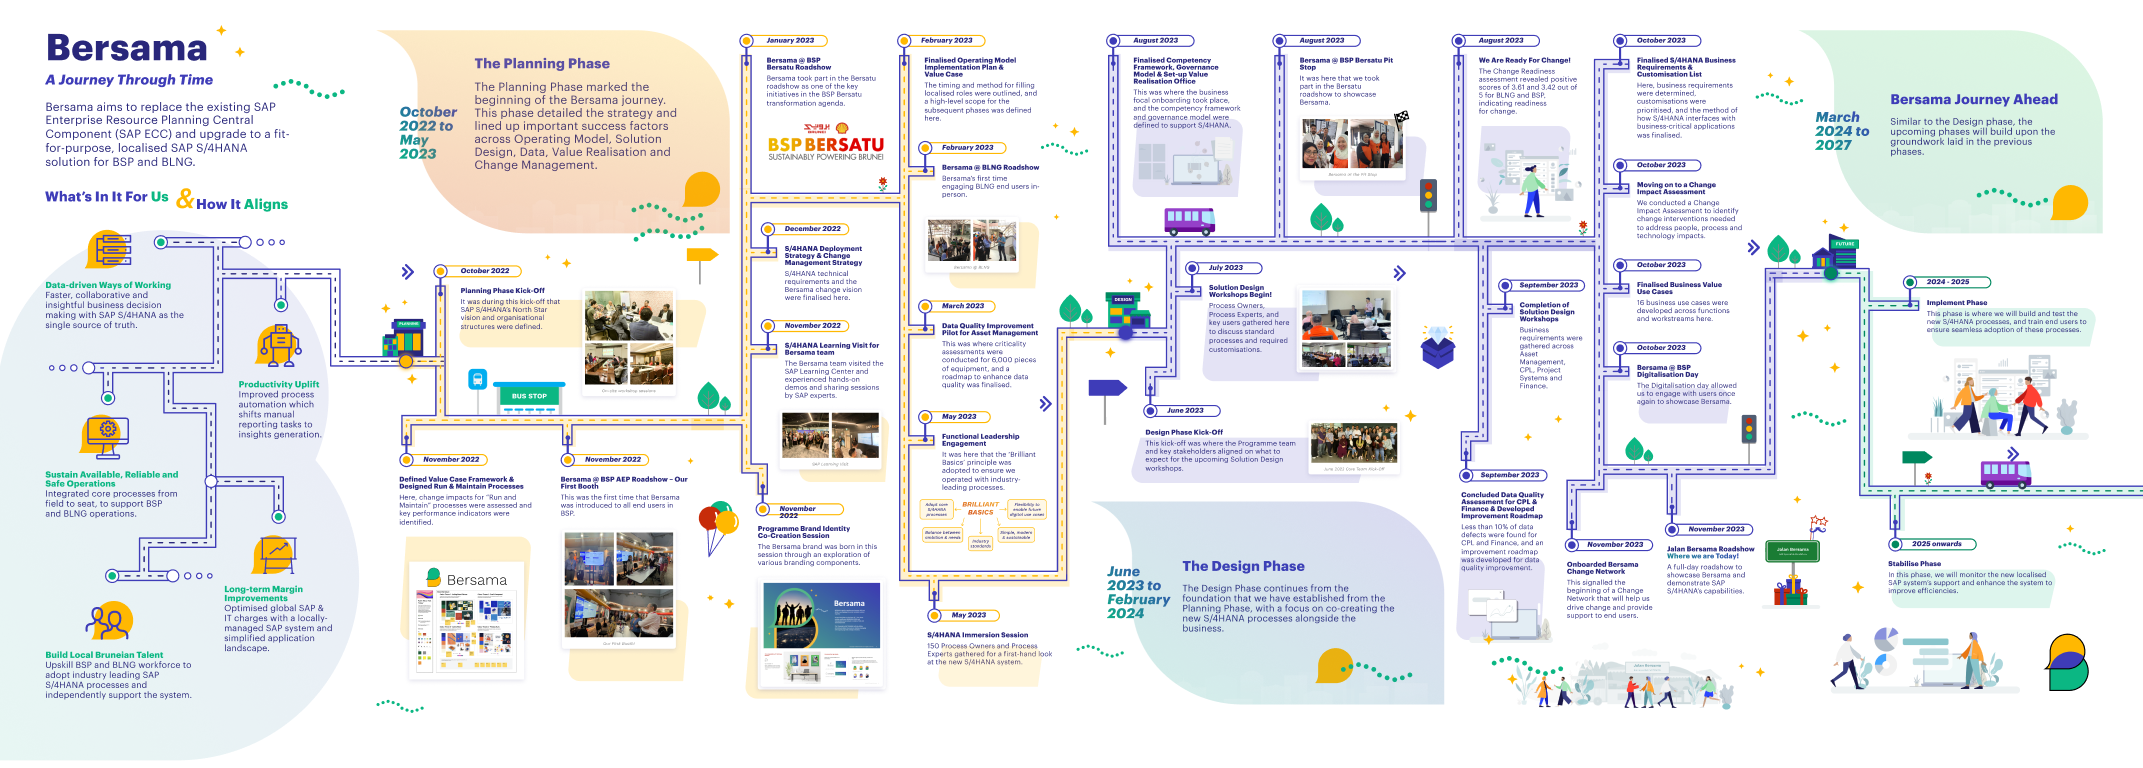 Bersama
A Journey Through Time
Bersama aims to replace the existing SAP
Enterprise Resource Planning Central
Component (SAP ECC) and upgrade to a fit-
for-purpose, localised SAP S/4HANA
solution for BSP and BLNG.
What's In It For Us & How It Aligns
Data-driven Ways of Working
Faster, collaborative and
insightful business decision
making with SAP S/4HANA as the
single source of truth.
Productivity Uplift
Improved process
automation which
shifts manual
reporting tasks to
insights generation.
Sustain Available, Reliable and
Safe Operations
Integrated core processes from
field to seat, to support BSP
and BLNG operations.
Long-term Margin
Improvements
Optimised global SAP &
IT charges with a locally-
managed SAP system and
simplified application
landscape.
Build Local Bruneian Talent
Upskill BSP and BLNG workforce to
adopt industry leading SAP
S/4HANA processes and
independently support the system.
October
2022 to
May
2023
The Planning Phase
The Planning Phase marked the
beginning of the Bersama journey.
This phase detailed the strategy and
lined up important success factors
across Operating Model, Solution
Design, Data, Value Realisation and
Change Management.
PLANNING
October 2022
Planning Phase Kick-Off
It was during this kick-off that
SAP S/4HANA's North Star
vision and organisational
structures were defined.
BUS STOP
November 2022
Defined Value Case Framework &
Designed Run & Maintain Processes
Here, change impacts for "Run and
Maintain" processes were assessed and
key performance indicators were
identified.
Bersama
November 2022
Bersama @ BSP AEP Roadshow – Our
First Booth
This was the first time that Bersama
was introduced to all end users in
BSP.
Our First Booth
January 2023
Bersama @ BSP
Bersatu Roadshow
Bersama took part in the Bersatu
roadshow as one of the key
initiatives in the BSP Bersatu
transformation agenda.
BSP BERSATU
SUSTAINABLY POWERING BRUNEI
December 2022
S/4HANA Deployment
Strategy & Change
Management Strategy
S/4HANA technical
requirements and the
Bersama change vision
were finalised here.
November 2022
S/4HANA Learning Visit for
Bersama team
The Bersama team visited the
SAP Learning Center and
experienced hands-on
demos and sharing sessions
by SAP experts.
SAP Learning Visit
November
2022
Programme Brand Identity
Co-Creation Session
The Bersama brand was born in this
session through an exploration of
various branding components.
Bersama
February 2023
Finalised Operating Model
Implementation Plan &
Value Case
The timing and method for filling
localised roles were outlined, and
a high-level scope for the
subsequent phases was defined
here.
February 2023
Bersama @ BLNG Roadshow
Bersama's first time
engaging BLNG end users in-
person.
Bersama @ BLNG
March 2023
Data Quality Improvement
Pilot for Asset Management
This was where criticality
assessments were
conducted for 6,000 pieces
of equipment, and a
roadmap to enhance data
quality was finalised.
May 2023
Functional Leadership
Engagement
It was here that the 'Brilliant
Basics' principle was
adopted to ensure we
operated with industry-
leading processes.
BRILLIANT
BASICS
Adopt core
S/4HANA
processes
Flexibility to
enable future
digital use cases
Balance between
ambition & needs
Industry
standards
Simple, modern
& sustainable
May 2023
S/4HANA Immersion Session
150 Process Owners and Process
Experts gathered for a first-hand look
at the new S/4HANA system.
DESIGN
August 2023
Finalised Competency
Framework, Governance
Model & Set-up Value
Realisation Office
This was where the business
focal onboarding took place,
and the competency framework
and governance model were
defined to support S/4HANA.
August 2023
Bersama @ BSP Bersatu Pit
Stop
It was here that we took
part in the Bersatu
roadshow to showcase
Bersama.
Bersama at the Pit Stop
August 2023
We Are Ready For Change!
The Change Readiness
assessment revealed positive
scores of 3.61 and 3.42 out of
5 for BLNG and BSP,
indicating readiness
for change.
July 2023
Solution Design
Workshops Begin!
Process Owners,
Process Experts, and
key users gathered here
to discuss standard
processes and required
customisations.
June 2023
Design Phase Kick-Off
This kick-off was where the Programme team
and key stakeholders aligned on what to
expect for the upcoming Solution Design
workshops.
June 2023 Core Team Kick-Off
June
2023 to
February
2024
The Design Phase
The Design Phase continues from the
foundation that we have established from the
Planning Phase, with a focus on co-creating the
new S/4HANA processes alongside the
business.
September 2023
Completion of
Solution Design
Workshops
Business
requirements were
gathered across
Asset
Management,
CPL, Project
Systems and
Finance.
September 2023
Concluded Data Quality
Assessment for CPL &
Finance & Developed
Improvement Roadmap
Less than 10% of data
defects were found for
CPL and Finance, and an
improvement roadmap
was developed for data
quality improvement.
October 2023
Finalised S/4HANA Business
Requirements &
Customisation List
Here, business requirements
were determined,
customisations were
prioritised, and the method of
how S/4HANA interfaces with
business-critical applications
was finalised.
October 2023
Moving on to a Change
Impact Assessment
We conducted a Change
Impact Assessment to identify
change interventions needed
to address people, process and
technology impacts.
October 2023
Finalised Business Value
Use Cases
16 business use cases were
developed across functions
and workstreams here.
October 2023
Bersama @ BSP
Digitalisation Day
The Digitalisation day allowed
us to engage with users once
again to showcase Bersama.
November 2023
Onboarded Bersama
Change Network
This signalled the
beginning of a Change
Network that will help us
drive change and provide
support to end users.
November 2023
Jalan Bersama Roadshow
Where we are Today!
A full-day roadshow to
showcase Bersama and
demonstrate SAP
S/4HANA's capabilities.
Jalan Bersama
Jalan Bersama
March
2024 to
2027
Bersama Journey Ahead
Similar to the Design phase, the
upcoming phases will build upon the
groundwork laid in the previous
phases.
FUTURE
2024 - 2025
Implement Phase
This phase is where we will build and test the
new S/4HANA processes, and train end users to
ensure seamless adoption of these processes.
2025 onwards
Stabilise Phase
In this phase, we will monitor the new localised
SAP system's support and enhance the system to
improve efficiencies.